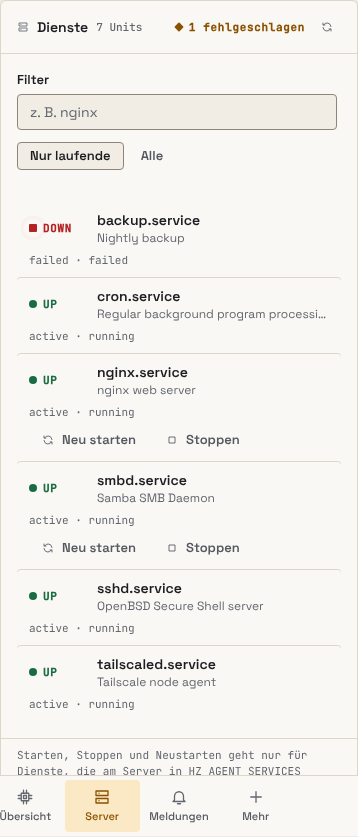 Dienste 7 Units 1 fehlgeschlagen
Filter
z. B. nginx
Nur laufende Alle
DOWN backup.service
Nightly backup
failed · failed
UP cron.service
Regular background program processi…
active · running
UP nginx.service
nginx web server
active · running
Neu starten Stoppen
UP smbd.service
Samba SMB Daemon
active · running
Neu starten Stoppen
UP sshd.service
OpenBSD Secure Shell server
active · running
UP tailscaled.service
Tailscale node agent
active · running
Starten, Stoppen und Neustarten geht nur für
Dienste, die am Server in HZ_AGENT_SERVICES
Übersicht Server Meldungen Mehr